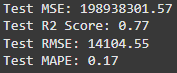 Test MSE: 198938301.57
Test R2 Score: 0.77
Test RMSE: 14104.55
Test MAPE: 0.17